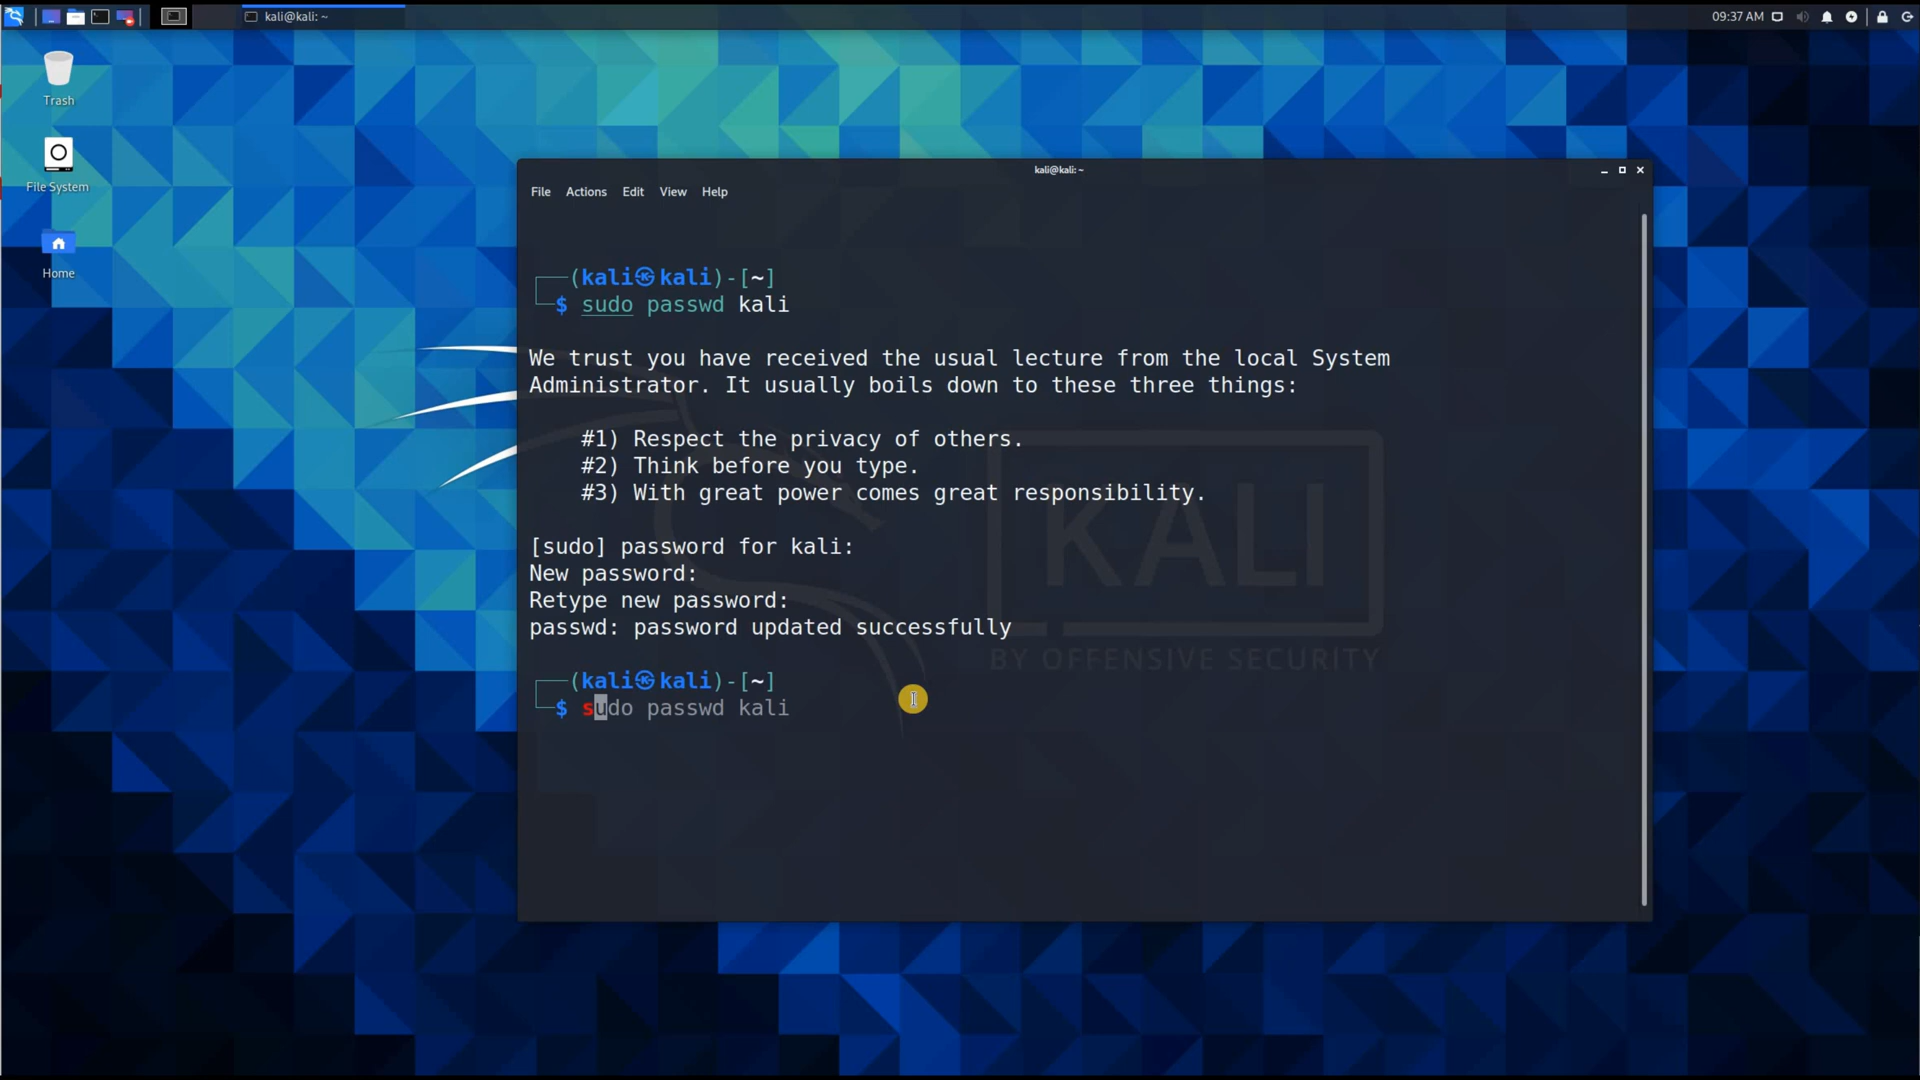 kali@kali: ~
09:37 AM
Trash
File System
Home
kali@kali: ~
File Actions Edit View Help
(kali㉿kali)-[~]
$ sudo passwd kali
We trust you have received the usual lecture from the local System
Administrator. It usually boils down to these three things:
#1) Respect the privacy of others.
#2) Think before you type.
#3) With great power comes great responsibility.
[sudo] password for kali:
New password:
Retype new password:
passwd: password updated successfully
KALI
BY OFFENSIVE SECURITY
(kali㉿kali)-[~]
$ sudo passwd kali